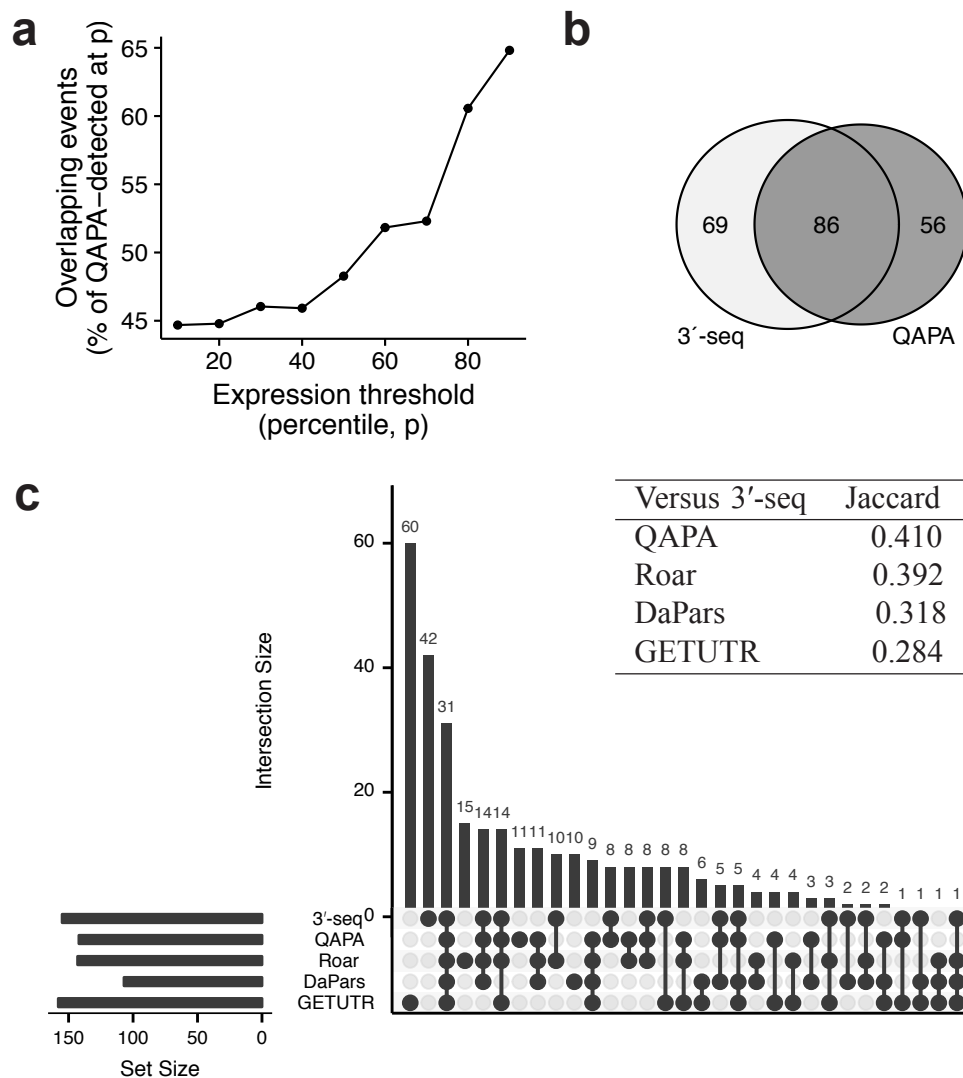 a
65
60
55
50
45
Overlapping events
(% of QAPA−detected at p)
20 40 60 80
Expression threshold
(percentile, p)
b
69 86 56
3´-seq QAPA
c
Versus 3′-seq Jaccard
QAPA 0.410
Roar 0.392
DaPars 0.318
GETUTR 0.284
60
40
20
0
Intersection Size
60 42 31 15 14 14 11 11 10 10 9 8 8 8 8 8 6 5 5 4 4 4 3 3 2 2 2 1 1 1 1
3′-seq
QAPA
Roar
DaPars
GETUTR
150 100 50 0
Set Size